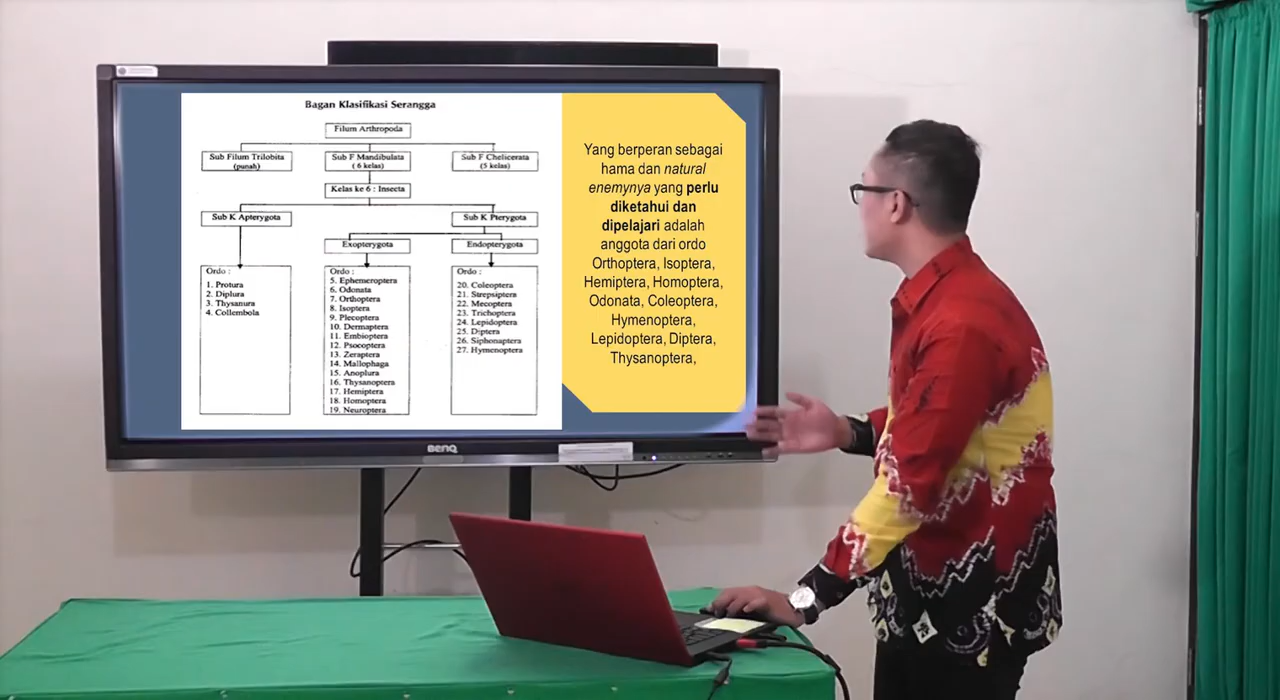 Bagan Klasifikasi Serangga
Filum Arthropoda
Sub Filum Trilobita
(punah)
Sub F Mandibulata
( 6 kelas)
Sub F Chelicerata
(5 kelas)
Kelas ke 6 : Insecta
Sub K Apterygota
Sub K Pterygota
Exopterygota
Endopterygota
Ordo :
1. Protura
2. Diplura
3. Thysanura
4. Collembola
Ordo :
5. Ephemeroptera
6. Odonata
7. Orthoptera
8. Isoptera
9. Plecoptera
10. Dermaptera
11. Embioptera
12. Psocoptera
13. Zeraptera
14. Mallophaga
15. Anoplura
16. Thysanoptera
17. Hemiptera
18. Homoptera
19. Neuroptera
Ordo :
20. Coleoptera
21. Strepsiptera
22. Mecoptera
23. Trichoptera
24. Lepidoptera
25. Diptera
26. Siphonaptera
27. Hymenoptera
Yang berperan sebagai
hama dan natural
enemynya yang perlu
diketahui dan
dipelajari adalah
anggota dari ordo
Orthoptera, Isoptera,
Hemiptera, Homoptera,
Odonata, Coleoptera,
Hymenoptera,
Lepidoptera, Diptera,
Thysanoptera,
BENQ